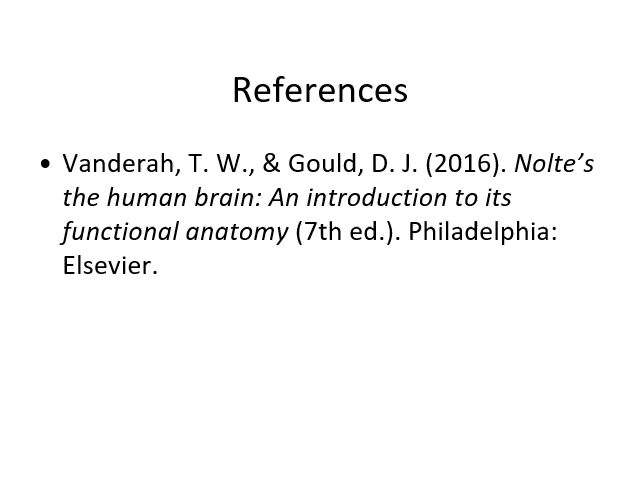 References
• Vanderah, T. W., & Gould, D. J. (2016). Nolte’s
the human brain: An introduction to its
functional anatomy (7th ed.). Philadelphia:
Elsevier.